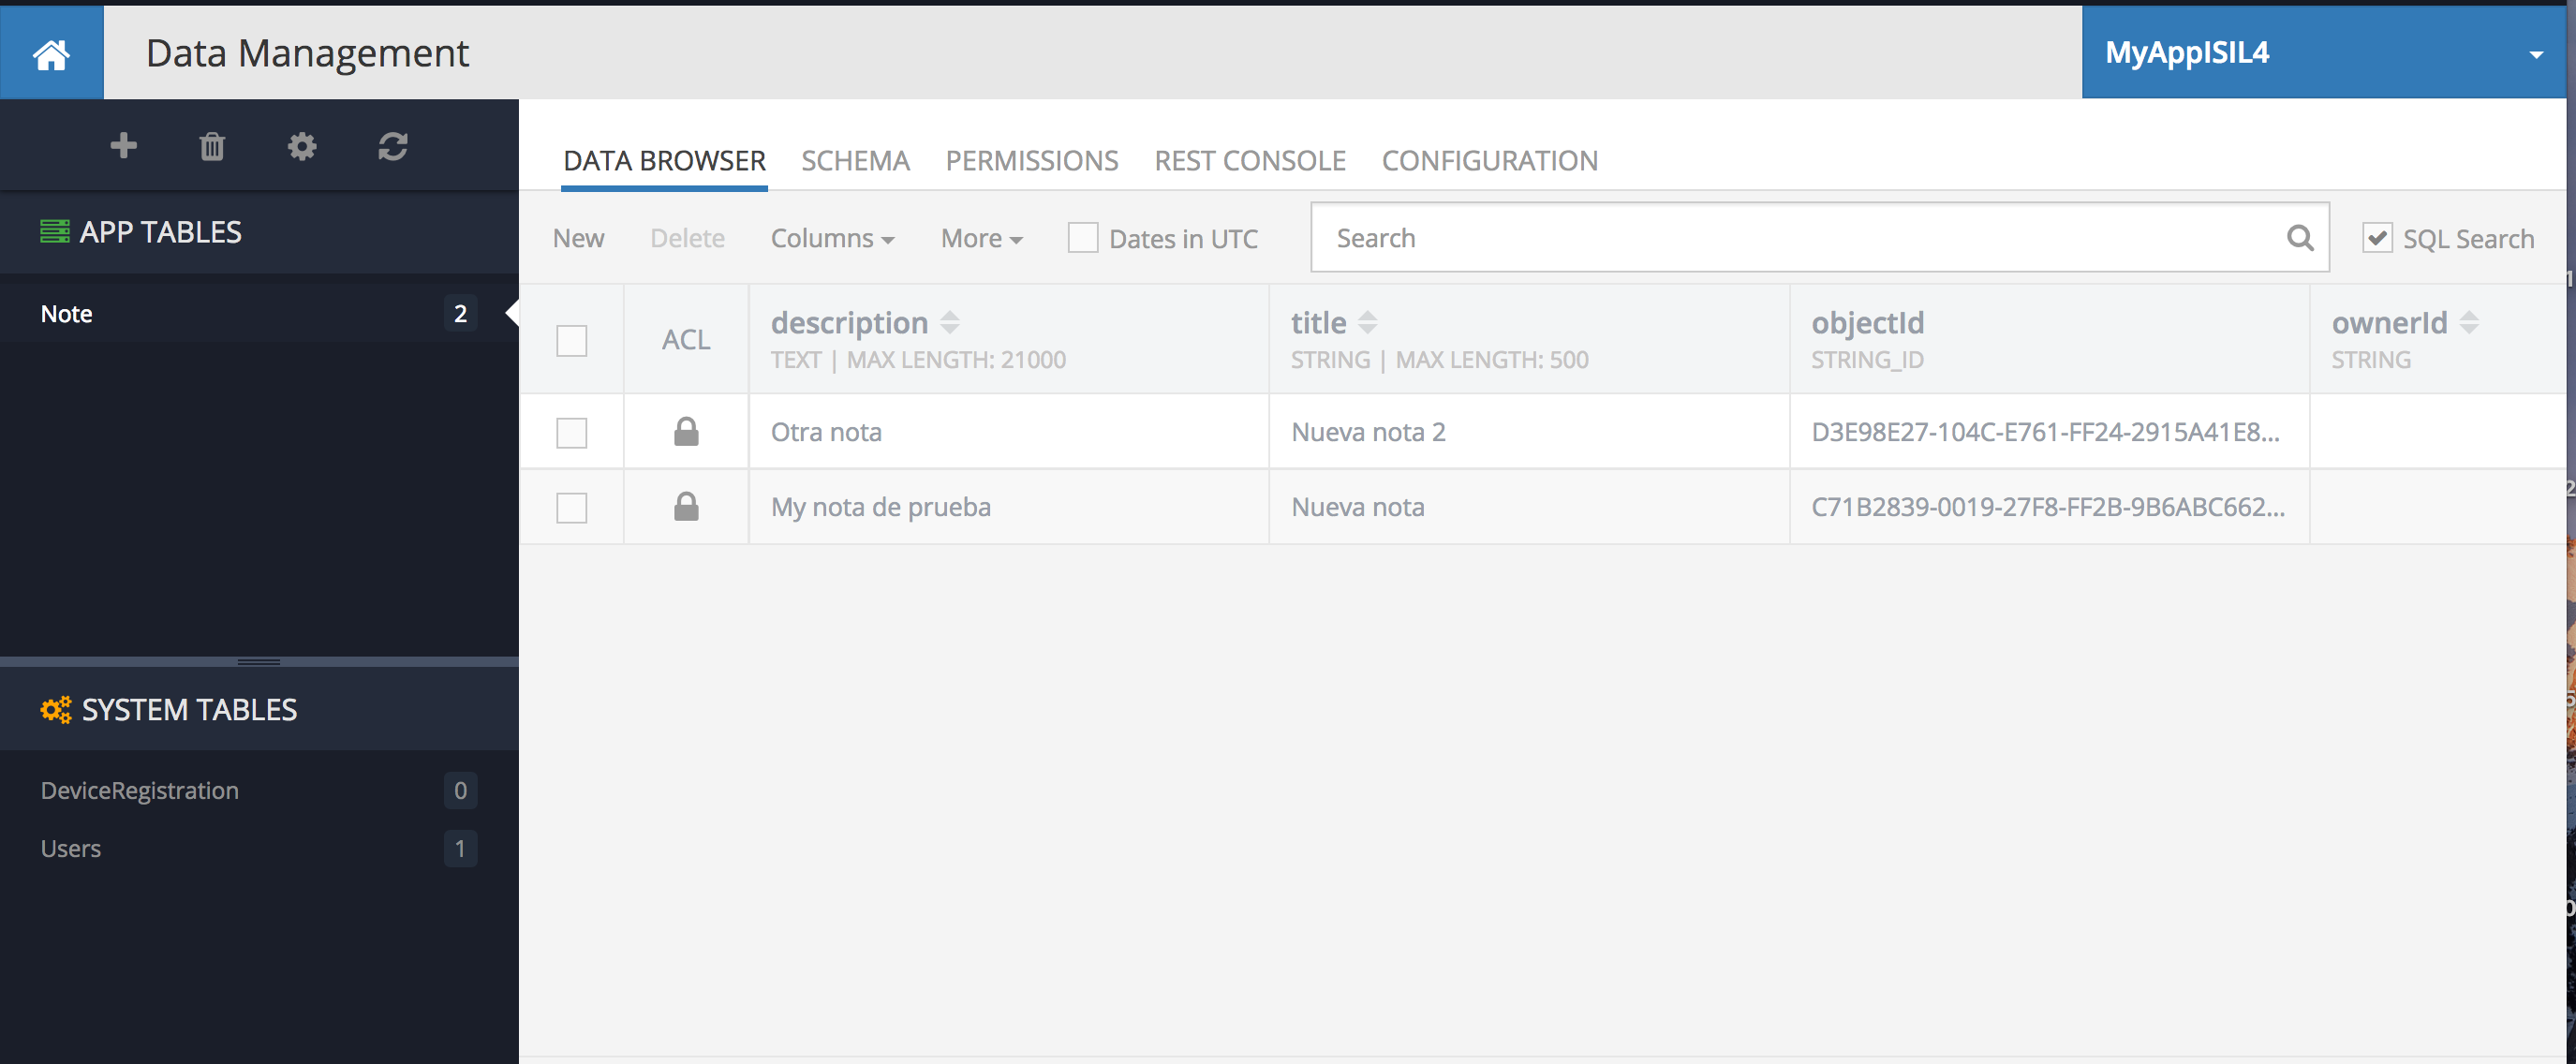 Data Management
MyAppISIL4
DATA BROWSER SCHEMA PERMISSIONS REST CONSOLE CONFIGURATION
APP TABLES
New Delete Columns More Dates in UTC Search SQL Search
Note 2
ACL description title objectId ownerId
TEXT | MAX LENGTH: 21000 STRING | MAX LENGTH: 500 STRING_ID STRING
Otra nota Nueva nota 2 D3E98E27-104C-E761-FF24-2915A41E8...
My nota de prueba Nueva nota C71B2839-0019-27F8-FF2B-9B6ABC662...
SYSTEM TABLES
DeviceRegistration 0
Users 1